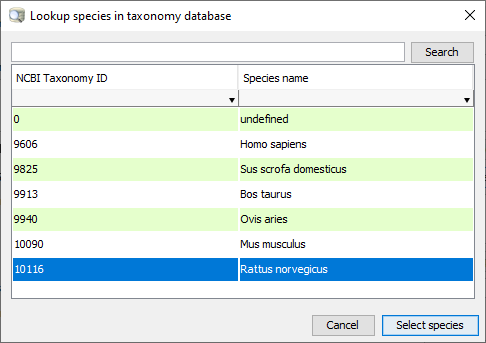 Lookup species in taxonomy database
Search
NCBI Taxonomy ID Species name
0 undefined
9606 Homo sapiens
9825 Sus scrofa domesticus
9913 Bos taurus
9940 Ovis aries
10090 Mus musculus
10116 Rattus norvegicus
Cancel Select species